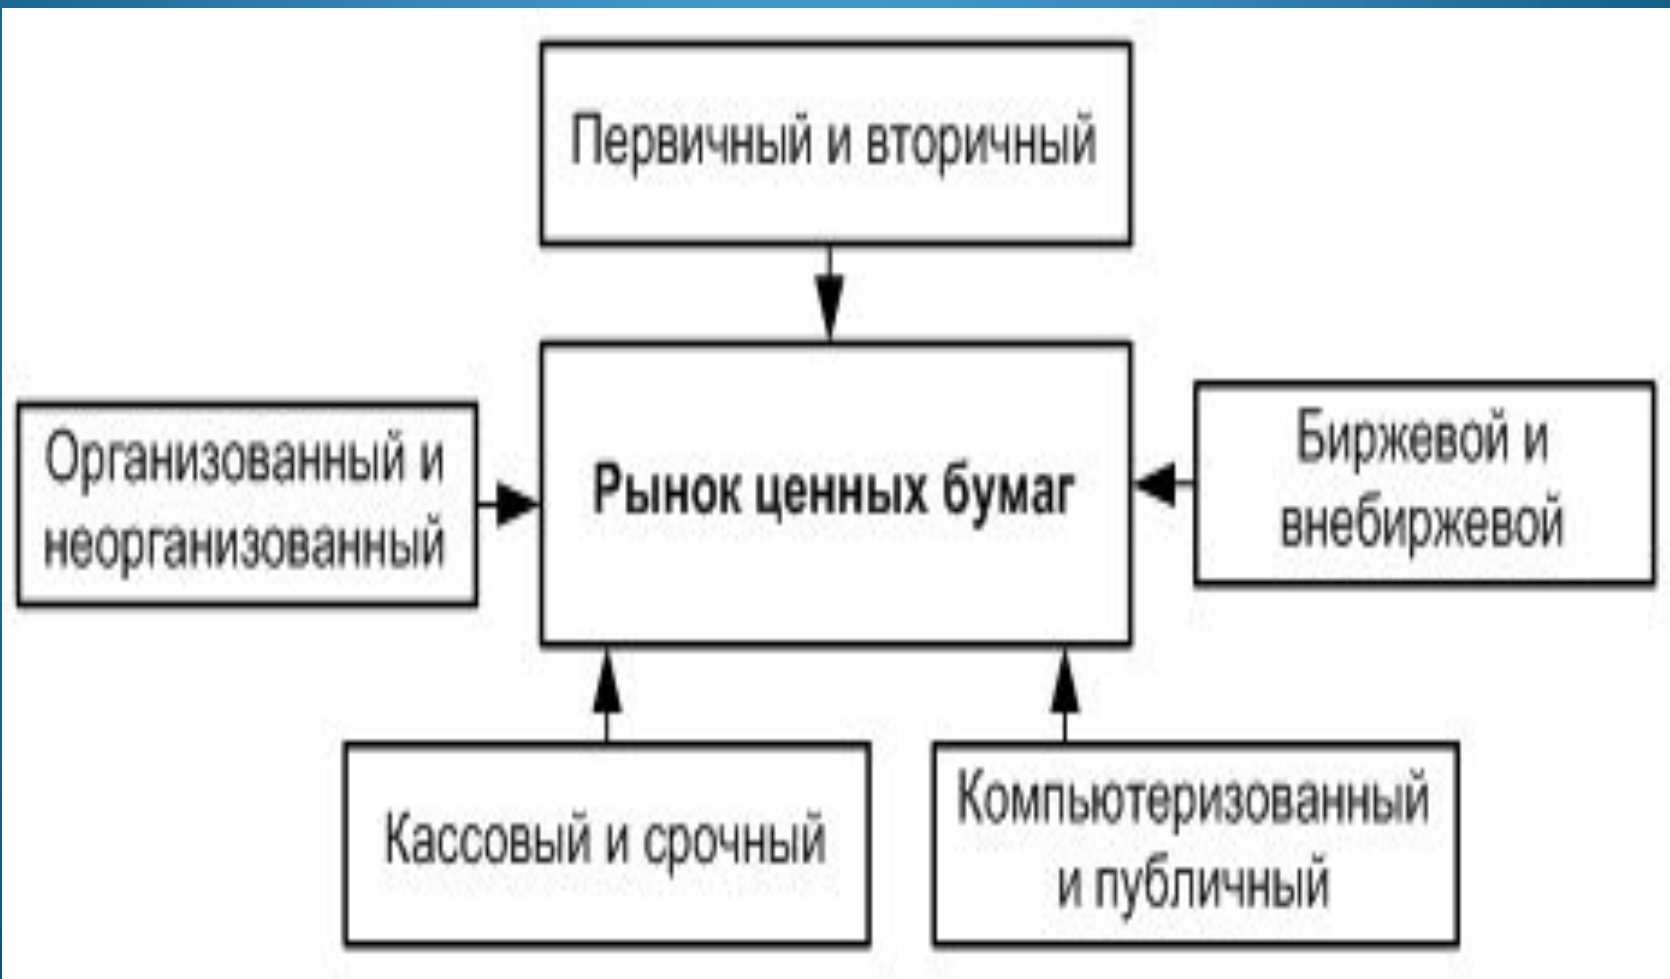 Первичный и вторичный
Организованный и
неорганизованный
Рынок ценных бумаг
Биржевой и
внебиржевой
Кассовый и срочный
Компьютеризованный
и публичный